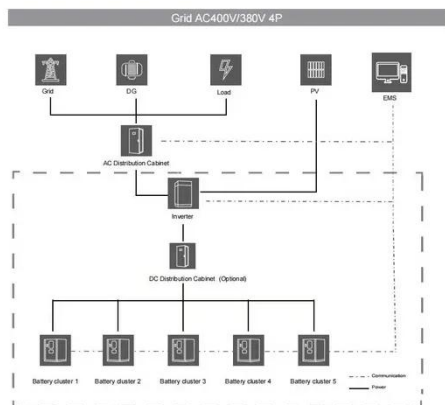 Grid AC400V/380V 4P
Grid
DG
Load
PV
EMS
AC Distribution Cabinet
Inverter
DC Distribution Cabinet (Optional)
Battery cluster 1
Battery cluster 2
Battery cluster 3
Battery cluster 4
Battery cluster 5
Communication
Power